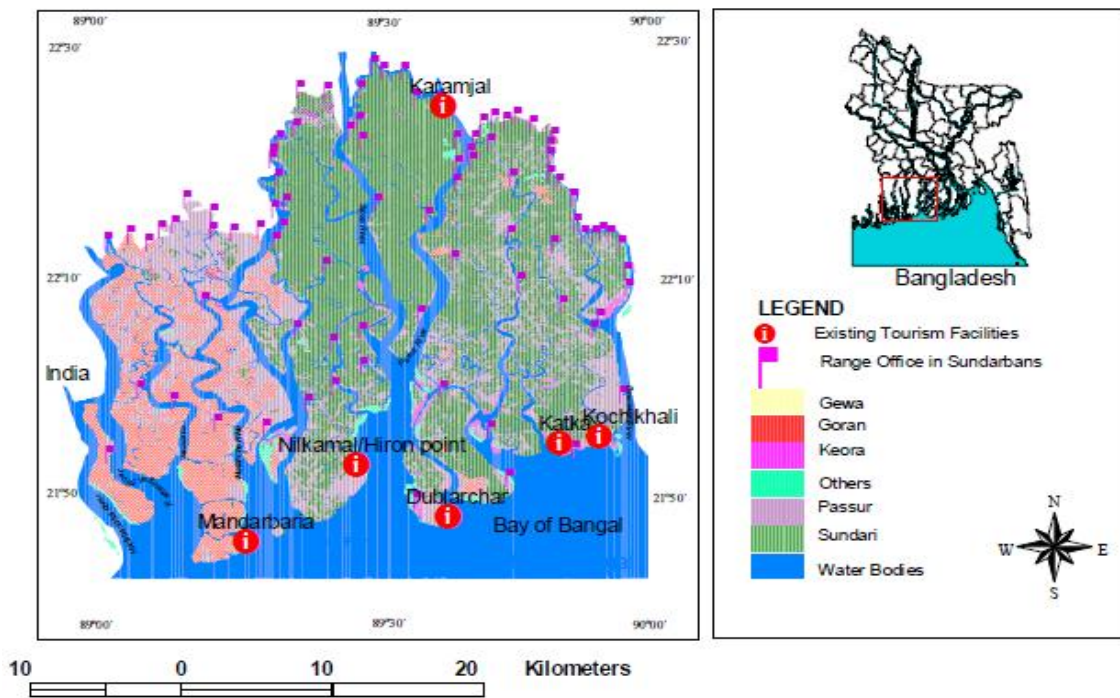 89°00'
89°30'
90°00'
22°30'
22°30'
Karamjal
22°10'
22°10'
India
Katka
Kochikhali
Nilkamal/Hiron point
21°50'
21°50'
Dublarchar
Mandarbaria
Bay of Bangal
89°00'
89°30'
90°00'
10 0 10 20 Kilometers
Bangladesh
LEGEND
i Existing Tourism Facilities
Range Office in Sundarbans
Gewa
Goran
Keora
Others
Passur
Sundari
Water Bodies
N
W E
S